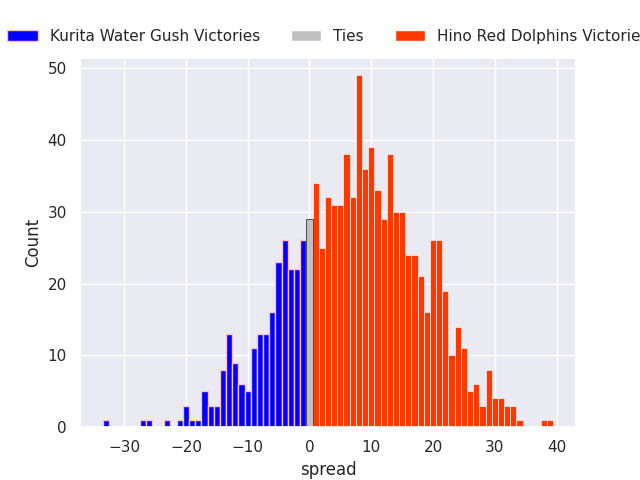 Kurita Water Gush Victories Ties Hino Red Dolphins Victorie
50
40
30
20
10
0
Count
−30 −20 −10 0 10 20 30 40
spread